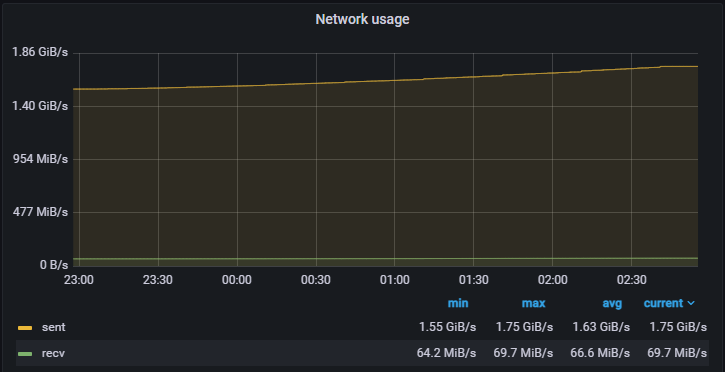 Network usage
1.86 GiB/s
1.40 GiB/s
954 MiB/s
477 MiB/s
0 B/s
23:00 23:30 00:00 00:30 01:00 01:30 02:00 02:30
min max avg current
sent 1.55 GiB/s 1.75 GiB/s 1.63 GiB/s 1.75 GiB/s
recv 64.2 MiB/s 69.7 MiB/s 66.6 MiB/s 69.7 MiB/s